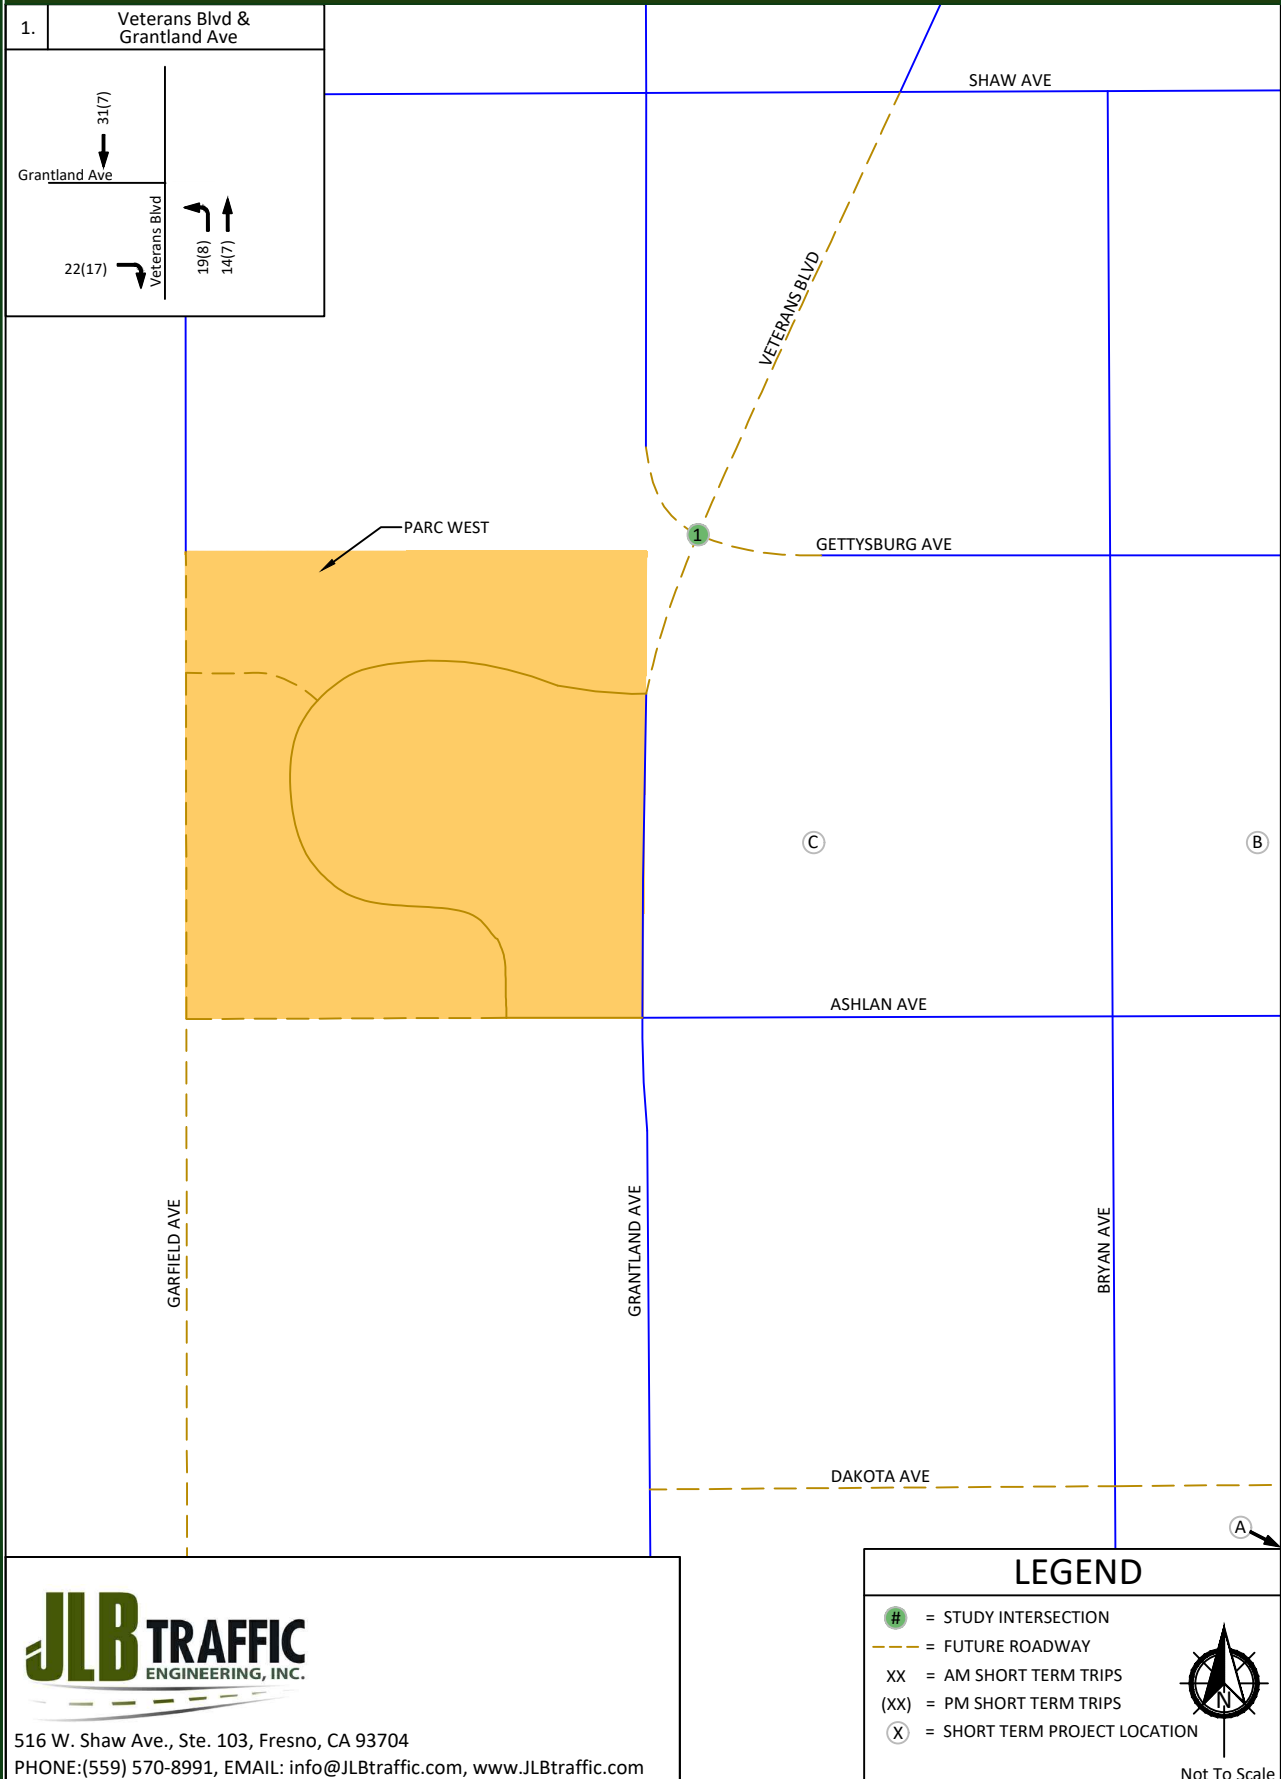 1.
Veterans Blvd &
Grantland Ave
31(7)
Grantland Ave
Veterans Blvd
22(17)
19(8)
14(7)
SHAW AVE
VETERANS BLVD
PARC WEST
1
GETTYSBURG AVE
C
B
ASHLAN AVE
GARFIELD AVE
GRANTLAND AVE
BRYAN AVE
DAKOTA AVE
A
JLB TRAFFIC
ENGINEERING, INC.
516 W. Shaw Ave., Ste. 103, Fresno, CA 93704
PHONE:(559) 570-8991, EMAIL: info@JLBtraffic.com, www.JLBtraffic.com
LEGEND
# = STUDY INTERSECTION
= FUTURE ROADWAY
XX = AM SHORT TERM TRIPS
(XX) = PM SHORT TERM TRIPS
X = SHORT TERM PROJECT LOCATION
N
Not To Scale